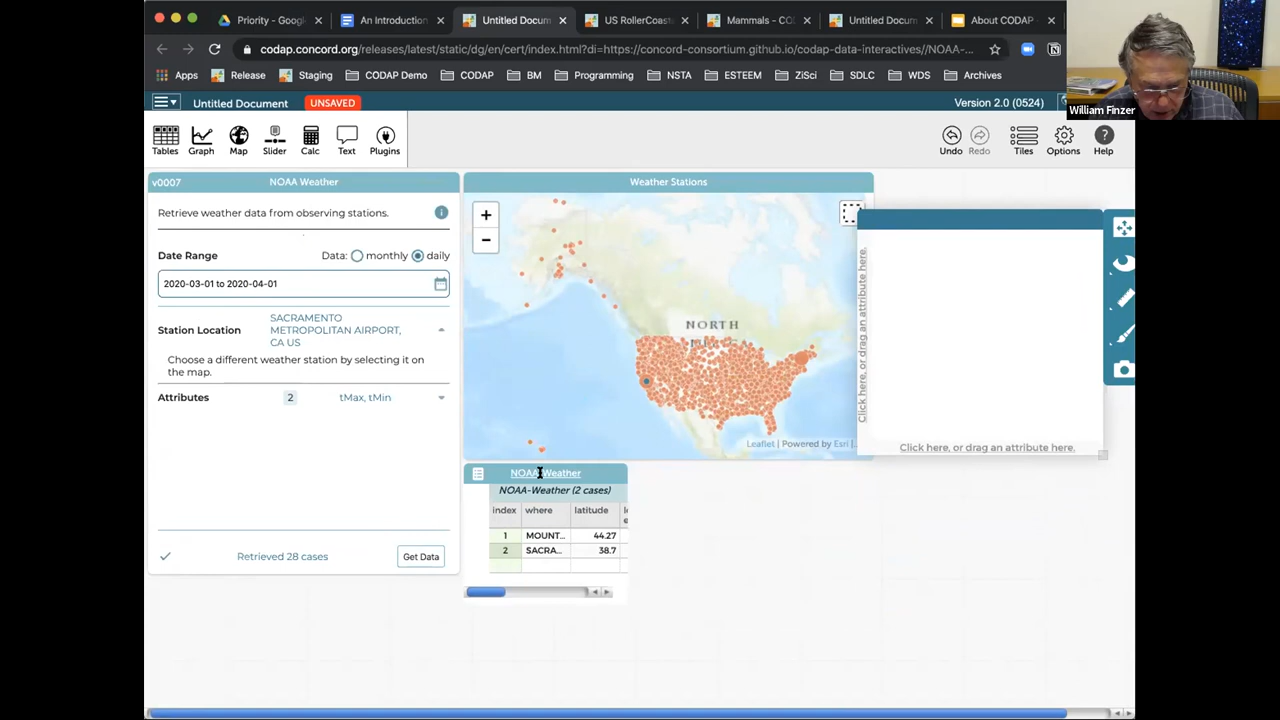 Priority - Google
An Introduction
Untitled Docum
US RollerCoast
Mammals - CO
Untitled Docum
About CODAP
codap.concord.org/releases/latest/static/dg/en/cert/index.html?di=https://concord-consortium.github.io/codap-data-interactives//NOAA-...
Apps
Release
Staging
CODAP Demo
CODAP
BM
Programming
NSTA
ESTEEM
ZiSci
SDLC
WDS
Archives
William Finzer
Untitled Document
UNSAVED
Version 2.0 (0524)
Tables
Graph
Map
Slider
Calc
Text
Plugins
Undo
Redo
Tiles
Options
Help
v0007
NOAA Weather
Retrieve weather data from observing stations.
Date Range
Data: monthly daily
2020-03-01 to 2020-04-01
Station Location
SACRAMENTO
METROPOLITAN AIRPORT,
CA US
Choose a different weather station by selecting it on
the map.
Attributes
2
tMax, tMin
Retrieved 28 cases
Get Data
Weather Stations
+
−
NORTH
Leaflet | Powered by Esri |
Click here, or drag an attribute here.
Click here, or drag an attribute here.
NOAA-Weather
NOAA-Weather (2 cases)
index where latitude
1 MOUNT... 44.27
2 SACRA... 38.7